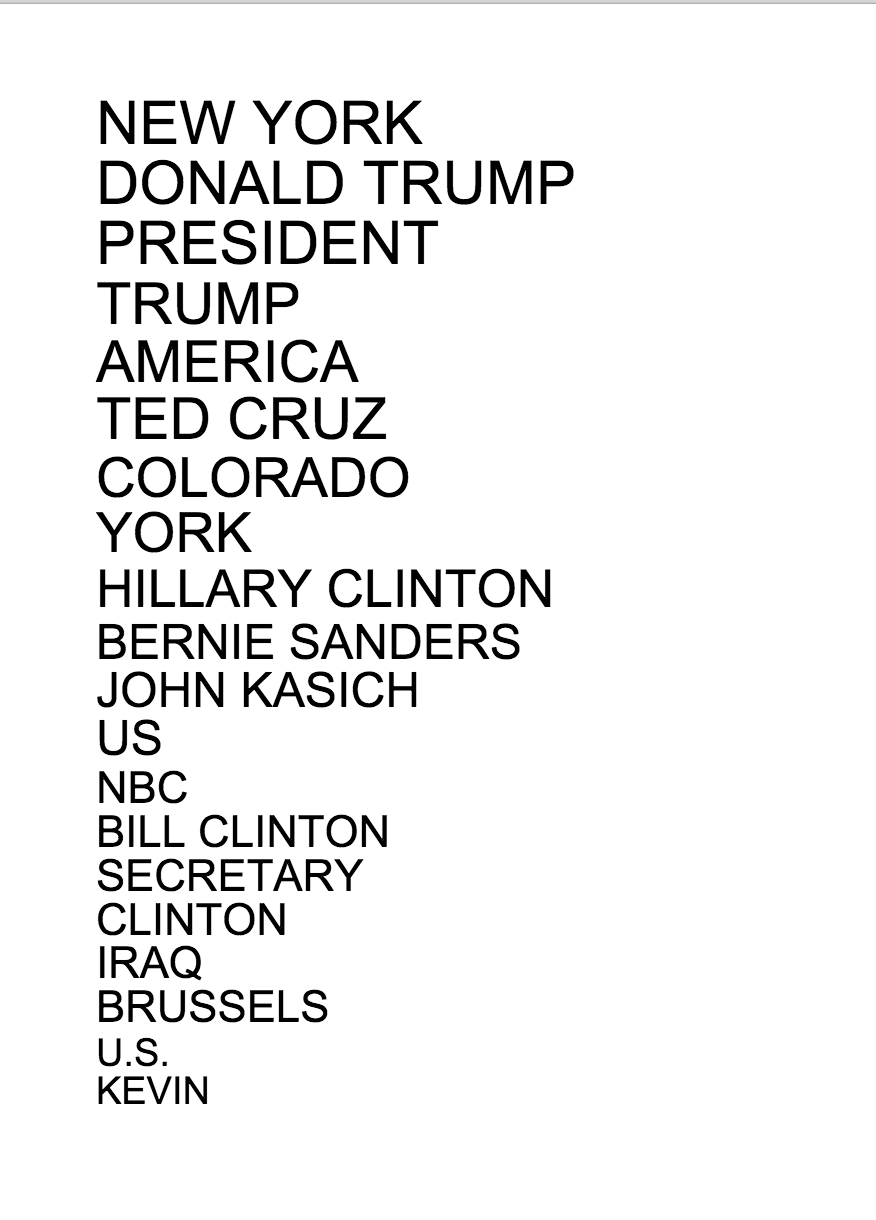 NEW YORK
DONALD TRUMP
PRESIDENT
TRUMP
AMERICA
TED CRUZ
COLORADO
YORK
HILLARY CLINTON
BERNIE SANDERS
JOHN KASICH
US
NBC
BILL CLINTON
SECRETARY
CLINTON
IRAQ
BRUSSELS
U.S.
KEVIN